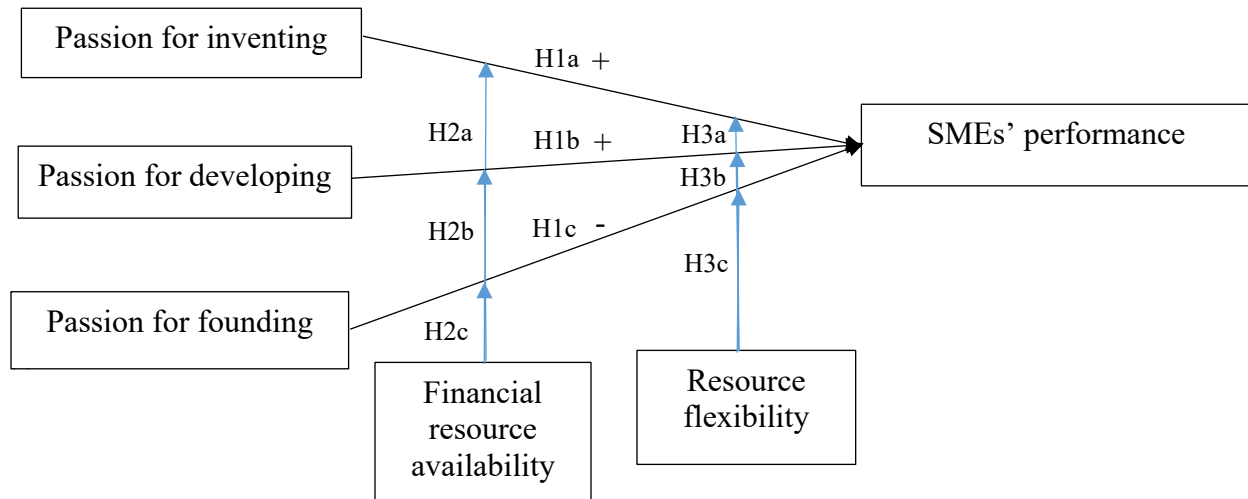 Passion for inventing
H1a +
SMEs’ performance
H2a
H3a
H1b +
Passion for developing
H3b
H2b
H1c -
H3c
Passion for founding
H2c
Financial
resource
availability
Resource
flexibility